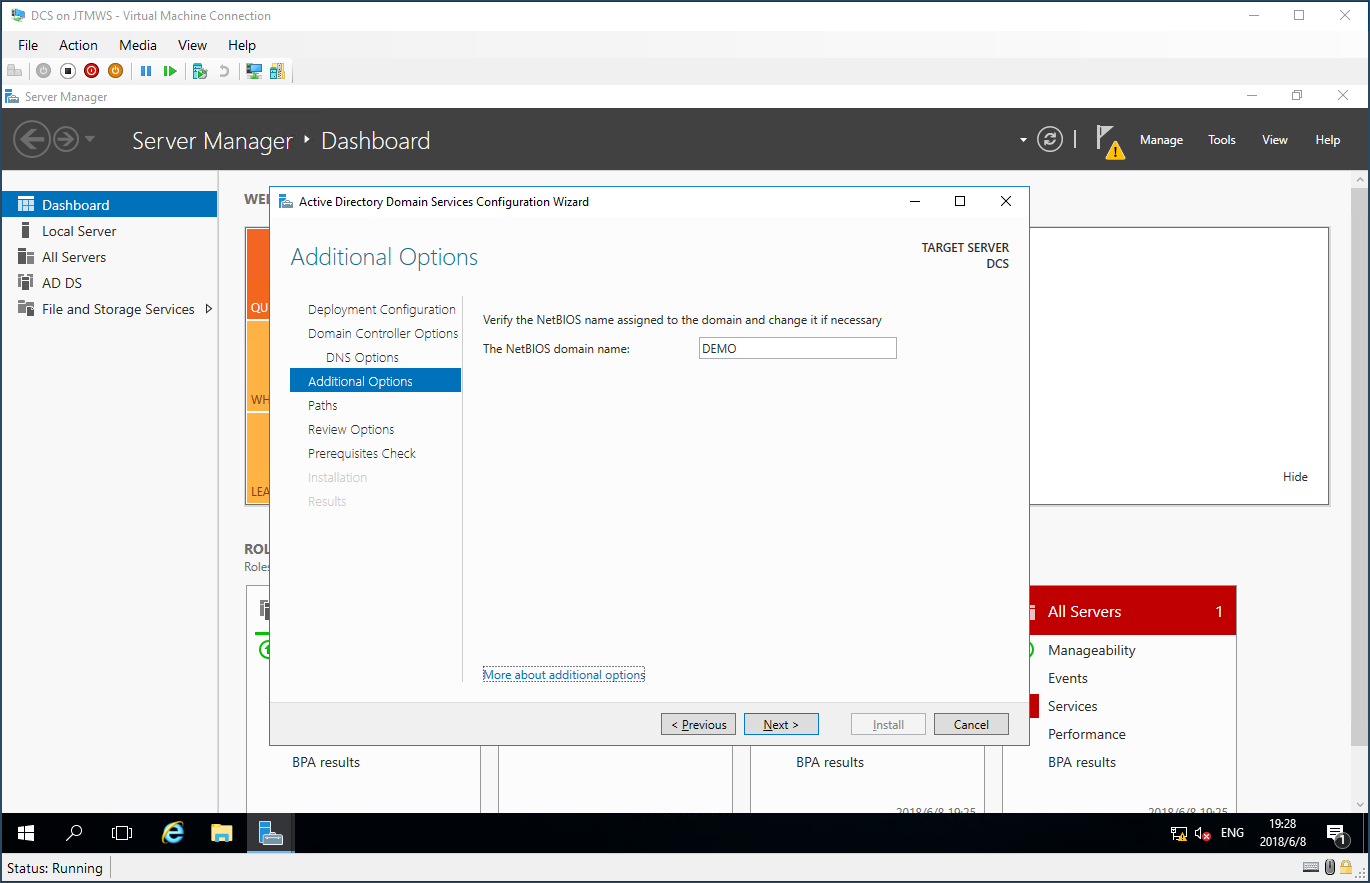 DCS on JTMWS - Virtual Machine Connection
File Action Media View Help
Server Manager
Server Manager ‣ Dashboard
Manage Tools View Help
Dashboard
Local Server
All Servers
AD DS
File and Storage Services
WEL
QU
WH
LEA
Hide
ROL
Roles
Active Directory Domain Services Configuration Wizard
Additional Options
TARGET SERVER
DCS
Deployment Configuration
Domain Controller Options
DNS Options
Additional Options
Paths
Review Options
Prerequisites Check
Installation
Results
Verify the NetBIOS name assigned to the domain and change it if necessary
The NetBIOS domain name: DEMO
More about additional options
< Previous Next > Install Cancel
All Servers 1
Manageability
Events
Services
Performance
BPA results
BPA results BPA results
2018/6/8 19:25 2018/6/8 19:25
ENG
19:28
2018/6/8
1
Status: Running